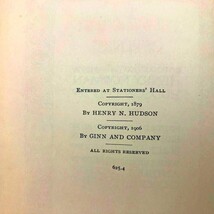 Entered at Stationers' Hall
Copyright, 1879
By HENRY N. HUDSON
Copyright, 1906
By GINN AND COMPANY
ALL RIGHTS RESERVED
625.4